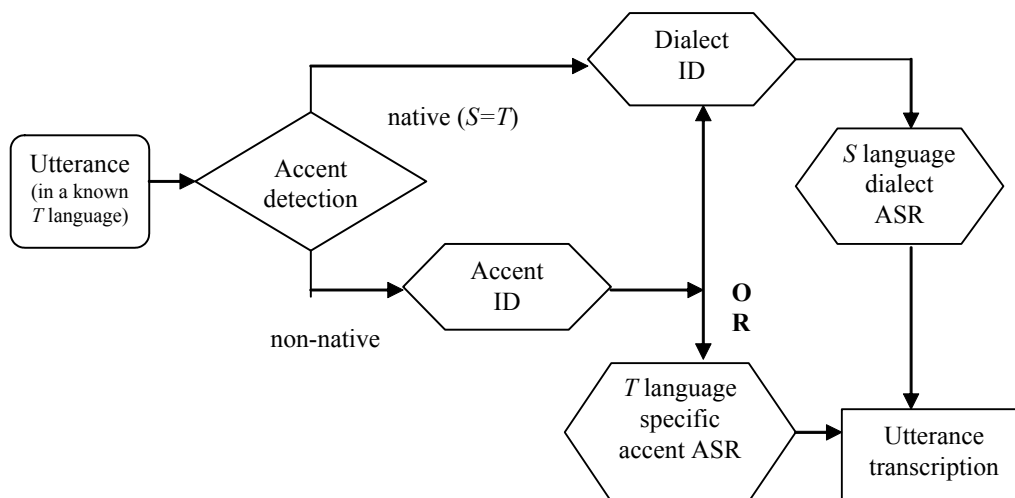 Dialect
ID
native (S=T)
Utterance
(in a known
T language)
Accent
detection
S language
dialect
ASR
Accent
ID
O
R
non-native
T language
specific
accent ASR
Utterance
transcription